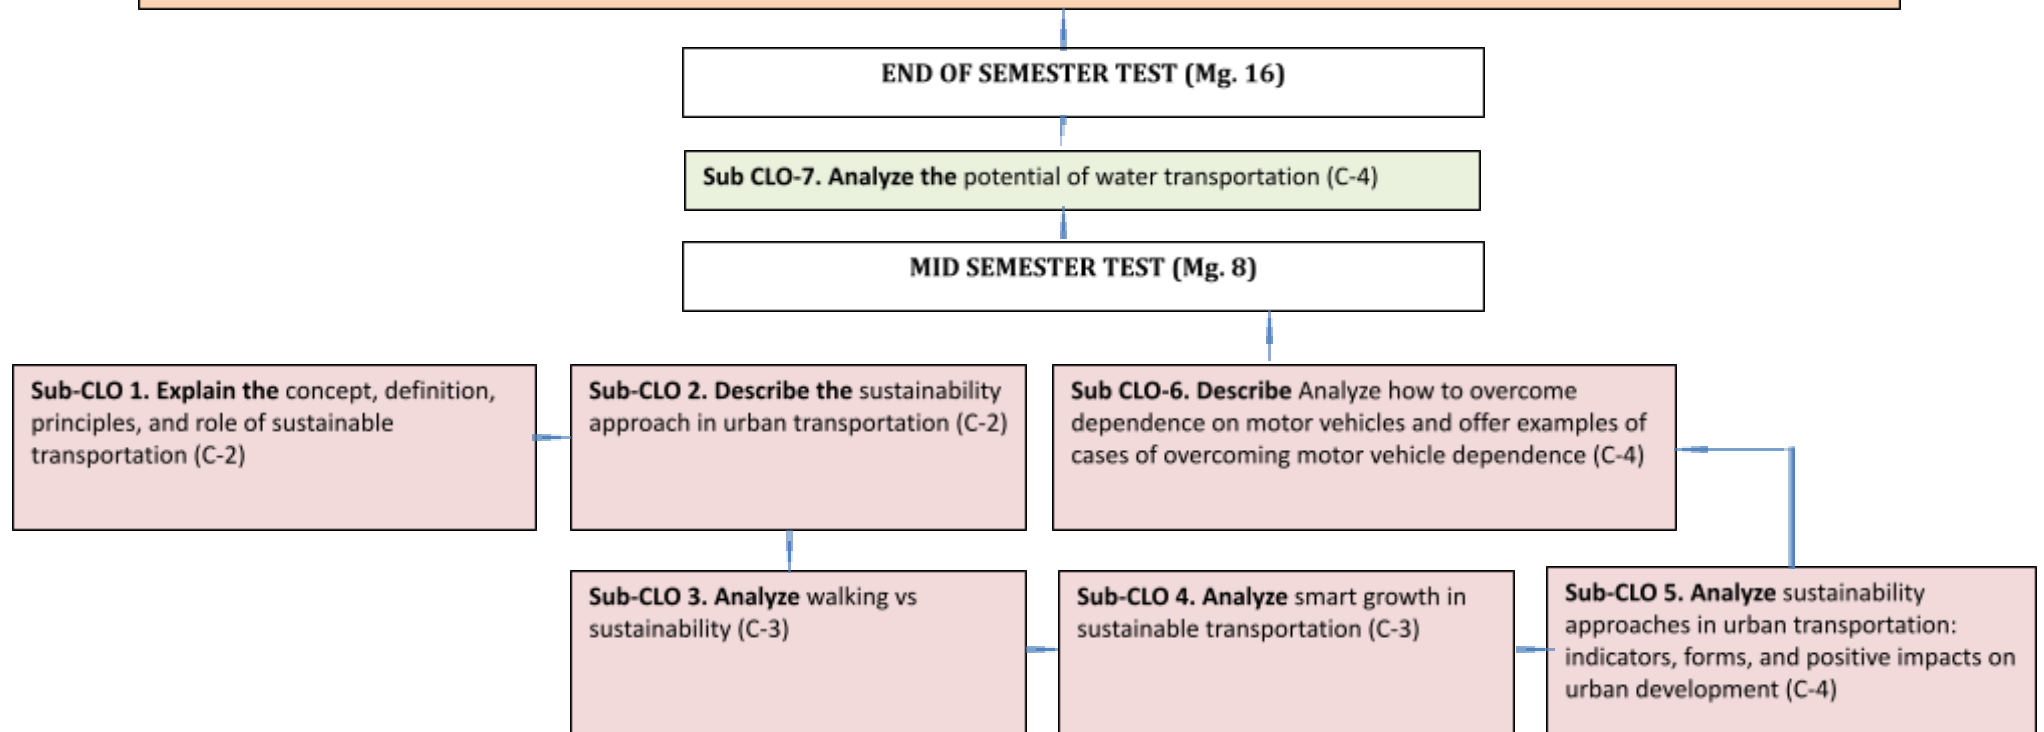 END OF SEMESTER TEST (Mg. 16)
Sub CLO-7. Analyze the potential of water transportation (C-4)
MID SEMESTER TEST (Mg. 8)
Sub-CLO 1. Explain the concept, definition,
principles, and role of sustainable
transportation (C-2)
Sub-CLO 2. Describe the sustainability
approach in urban transportation (C-2)
Sub CLO-6. Describe Analyze how to overcome
dependence on motor vehicles and offer examples of
cases of overcoming motor vehicle dependence (C-4)
Sub-CLO 3. Analyze walking vs
sustainability (C-3)
Sub-CLO 4. Analyze smart growth in
sustainable transportation (C-3)
Sub-CLO 5. Analyze sustainability
approaches in urban transportation:
indicators, forms, and positive impacts on
urban development (C-4)